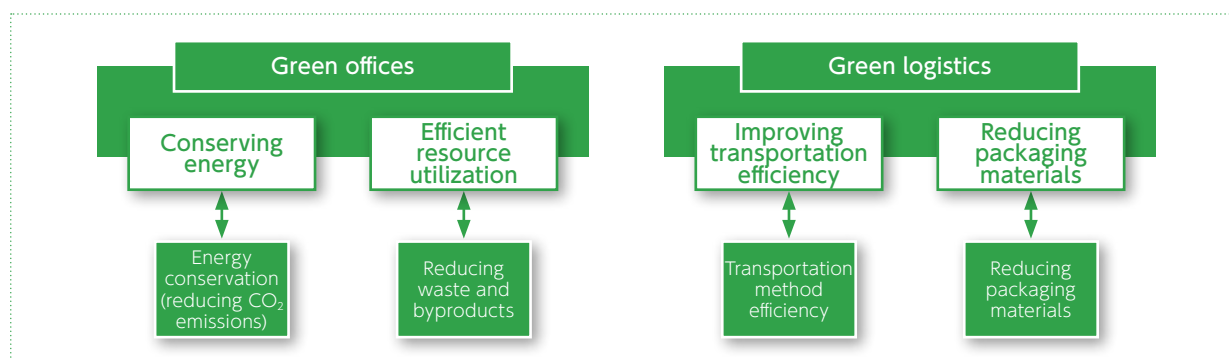 Green offices
Conserving
energy
Efficient
resource
utilization
Energy
conservation
(reducing CO₂
emissions)
Reducing
waste and
byproducts
Green logistics
Improving
transportation
efficiency
Reducing
packaging
materials
Transportation
method
efficiency
Reducing
packaging
materials